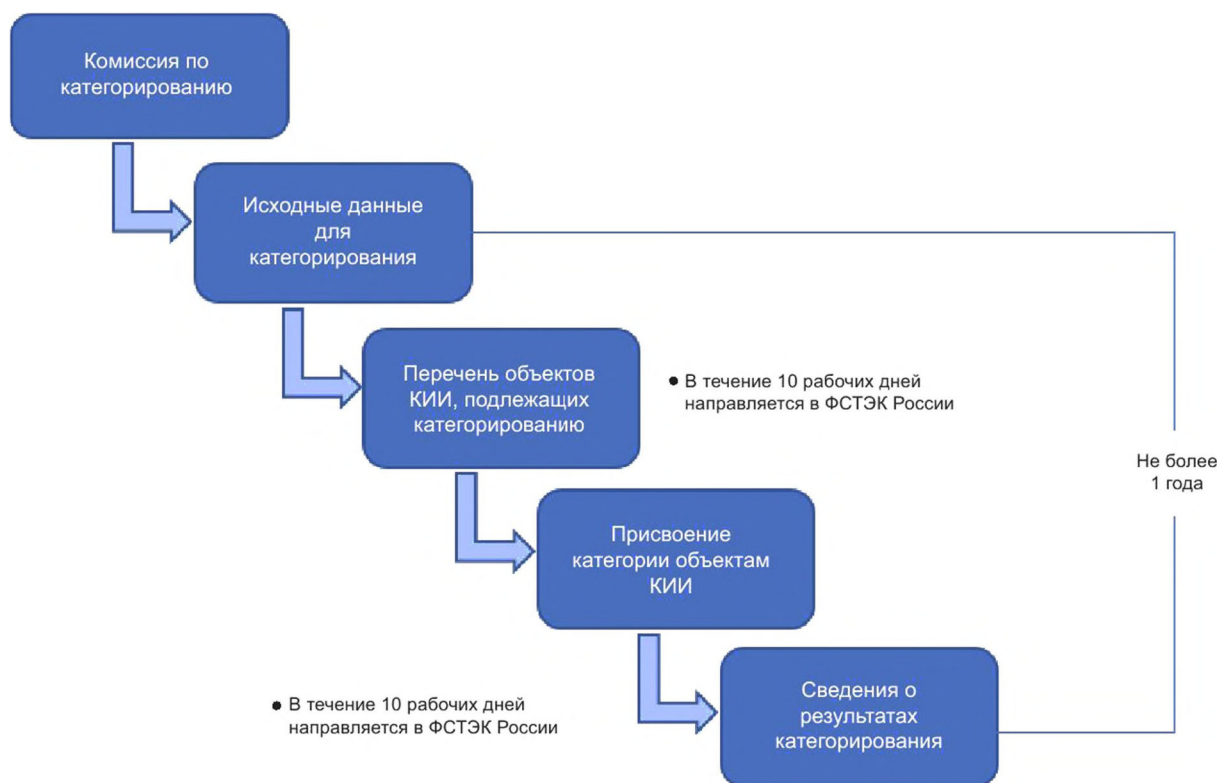 Комиссия по
категорированию
Исходные данные
для
категорирования
Перечень объектов
КИИ, подлежащих
категорированию
● В течение 10 рабочих дней
направляется в ФСТЭК России
Не более
1 года
Присвоение
категории объектам
КИИ
● В течение 10 рабочих дней
направляется в ФСТЭК России
Сведения о
результатах
категорирования